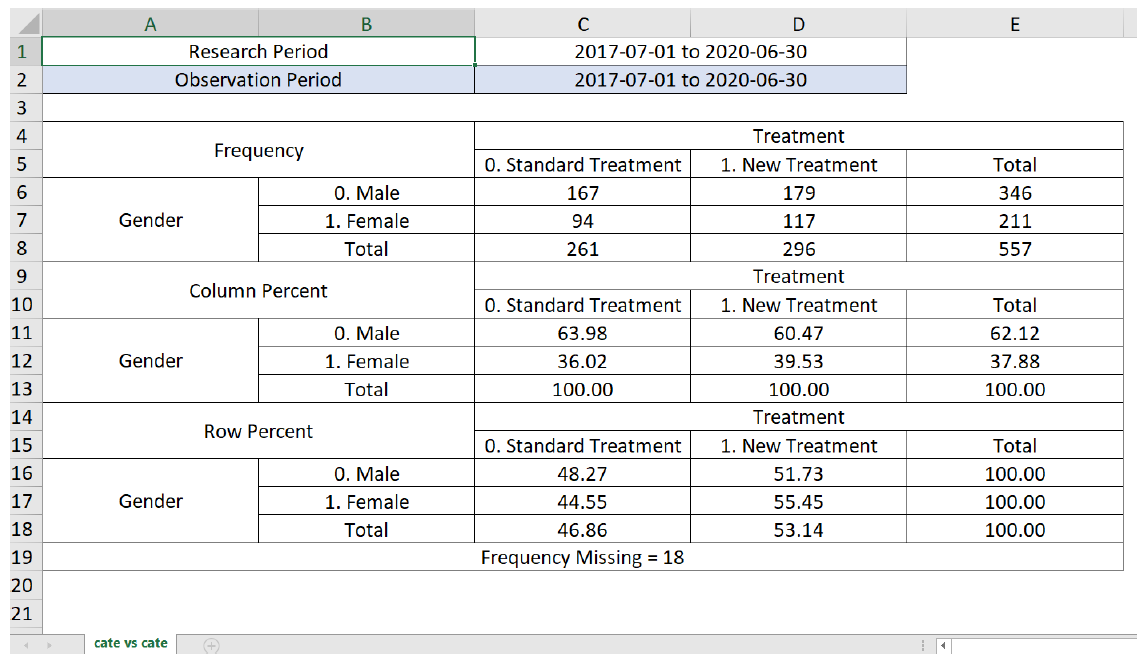 A B C D E
1 Research Period 2017-07-01 to 2020-06-30
2 Observation Period 2017-07-01 to 2020-06-30
3
4 Frequency Treatment
5 0. Standard Treatment 1. New Treatment Total
6 0. Male 167 179 346
7 Gender 1. Female 94 117 211
8 Total 261 296 557
9 Column Percent Treatment
10 0. Standard Treatment 1. New Treatment Total
11 0. Male 63.98 60.47 62.12
12 Gender 1. Female 36.02 39.53 37.88
13 Total 100.00 100.00 100.00
14 Row Percent Treatment
15 0. Standard Treatment 1. New Treatment Total
16 0. Male 48.27 51.73 100.00
17 Gender 1. Female 44.55 55.45 100.00
18 Total 46.86 53.14 100.00
19 Frequency Missing = 18
20
21
cate vs cate